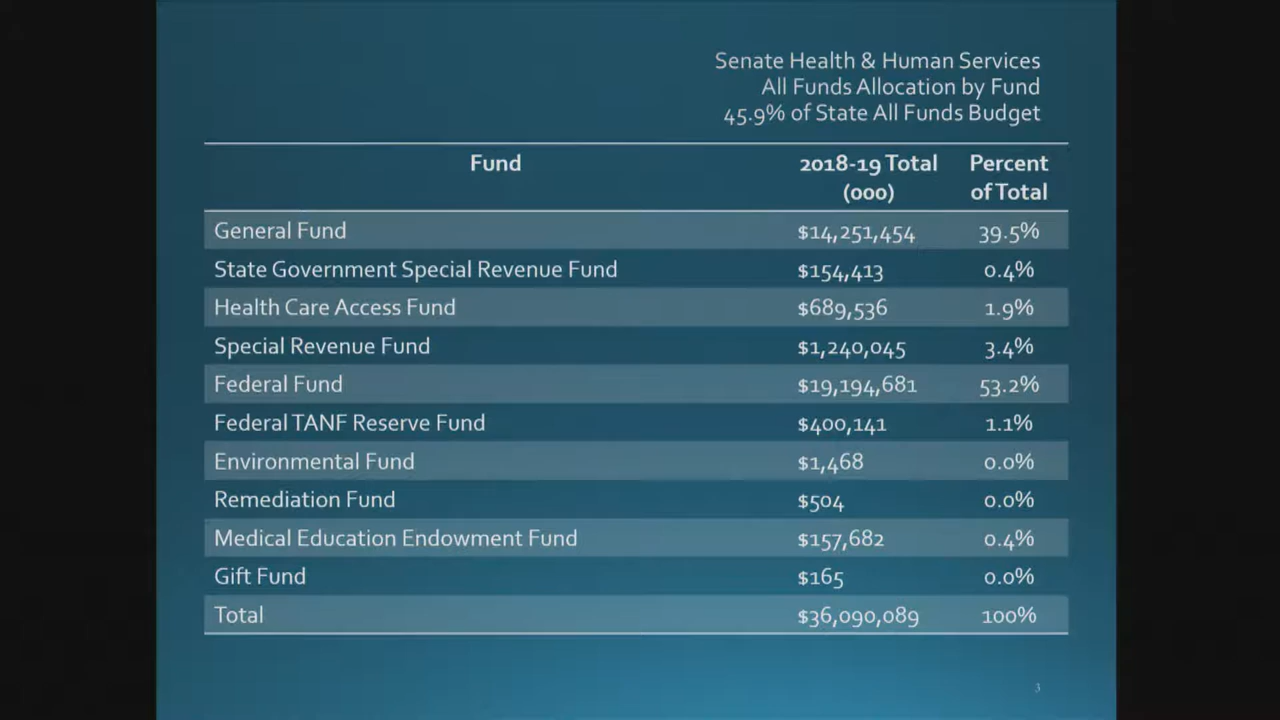 Senate Health & Human Services
All Funds Allocation by Fund
45.9% of State All Funds Budget
Fund 2018-19 Total (000) Percent of Total
General Fund $14,251,454 39.5%
State Government Special Revenue Fund $154,413 0.4%
Health Care Access Fund $689,536 1.9%
Special Revenue Fund $1,240,045 3.4%
Federal Fund $19,194,681 53.2%
Federal TANF Reserve Fund $400,141 1.1%
Environmental Fund $1,468 0.0%
Remediation Fund $504 0.0%
Medical Education Endowment Fund $157,682 0.4%
Gift Fund $165 0.0%
Total $36,090,089 100%
3